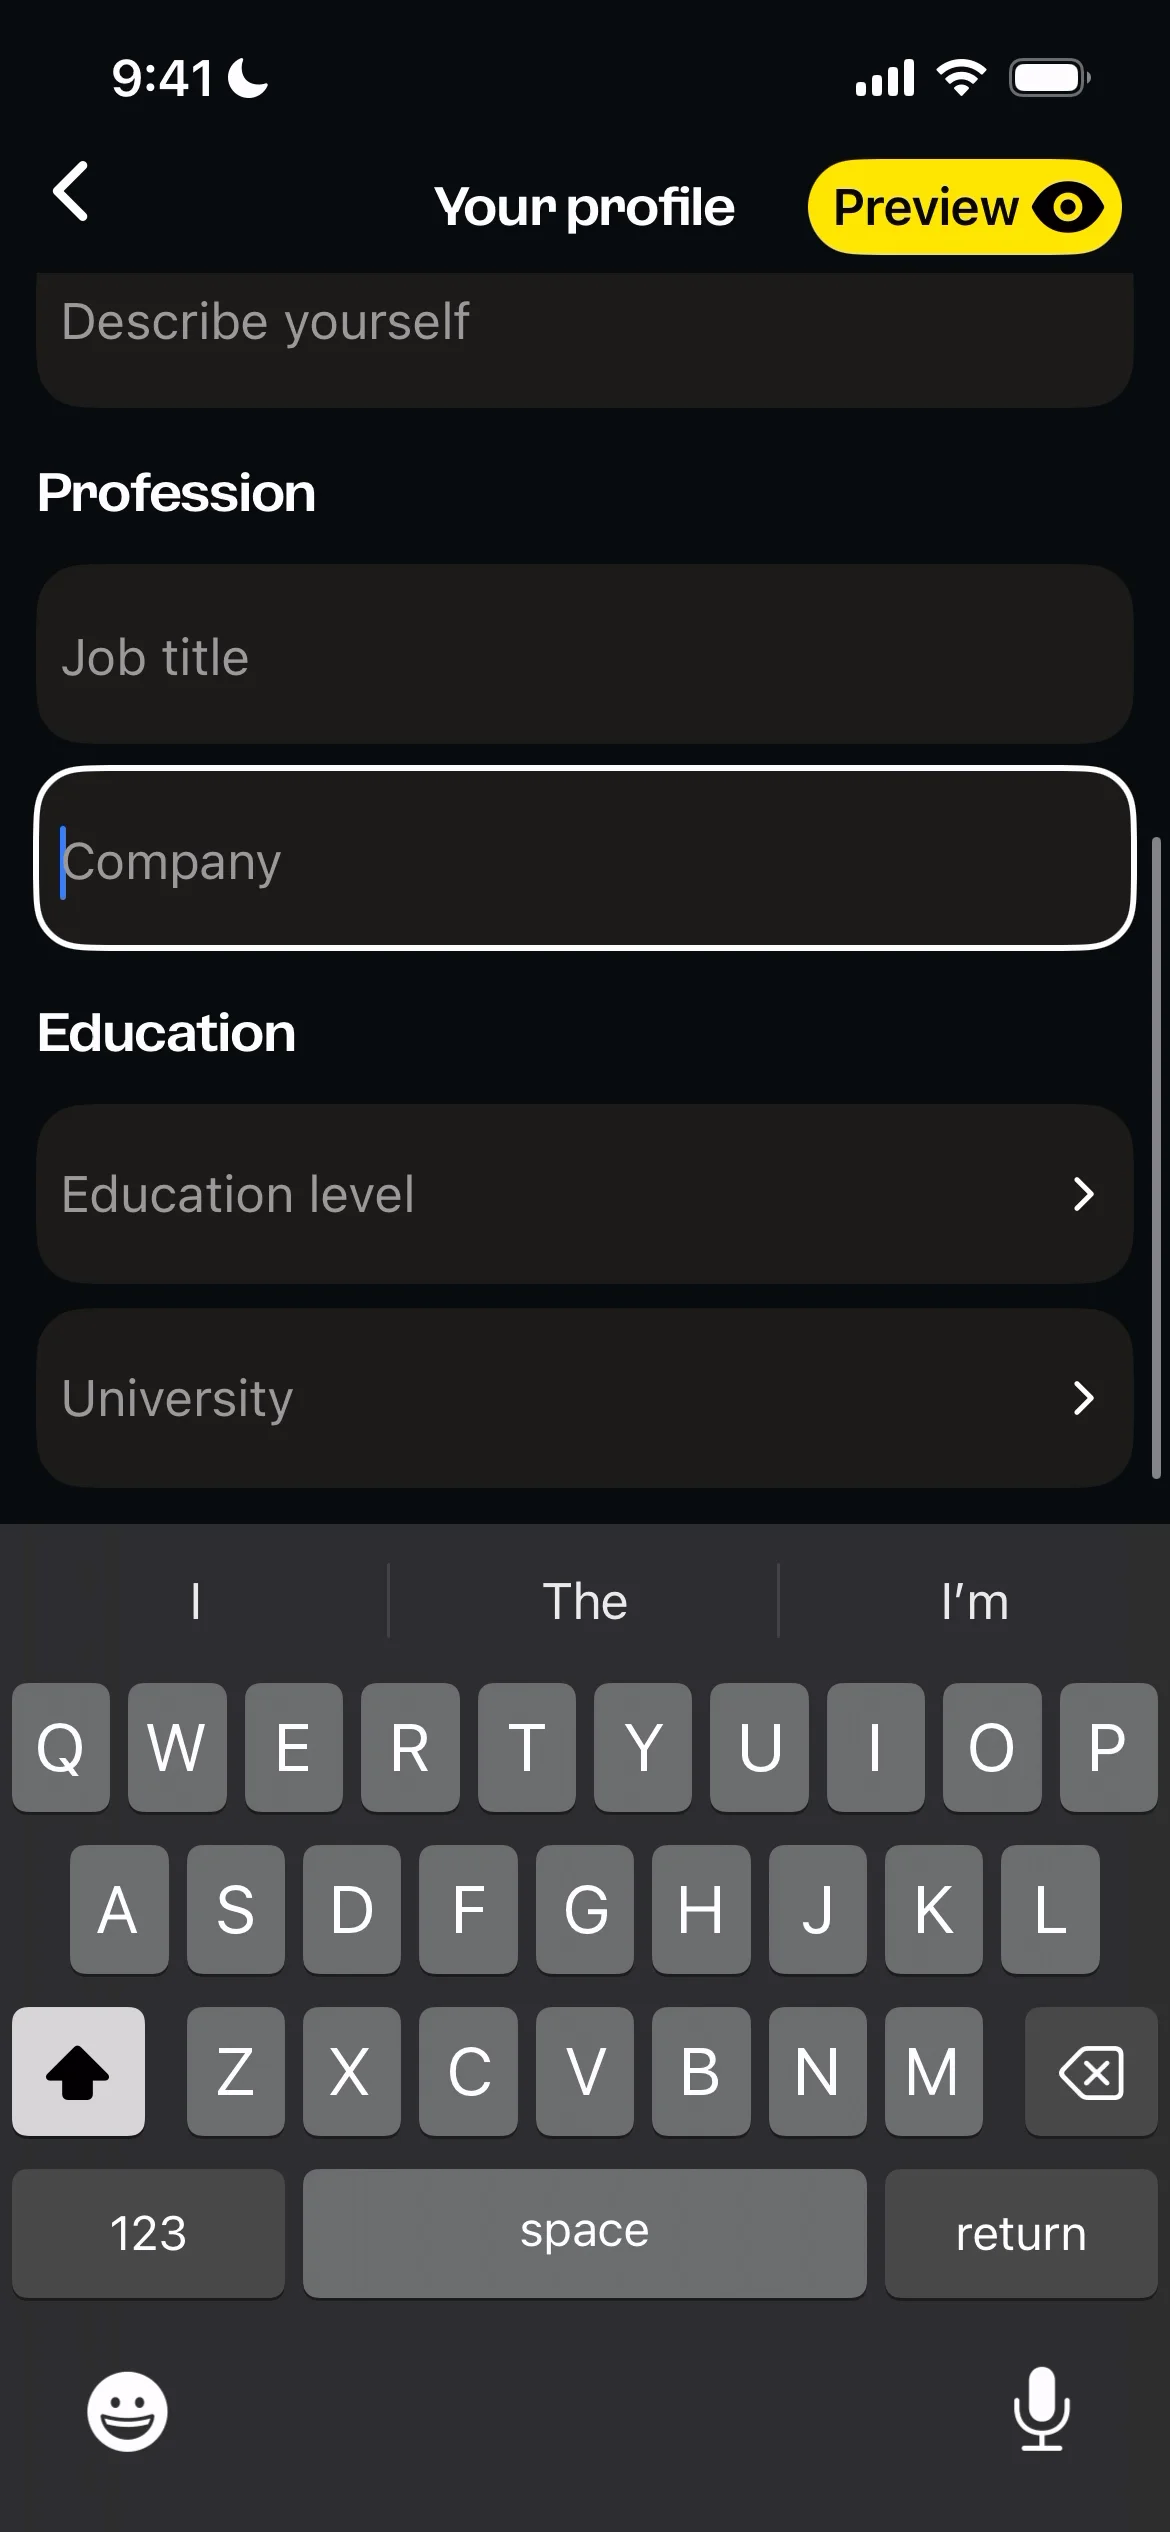 9:41
Your profile
Preview
Describe yourself
Profession
Job title
Company
Education
Education level
University
I The I’m
Q W E R T Y U I O P
A S D F G H J K L
Z X C V B N M
123 space return